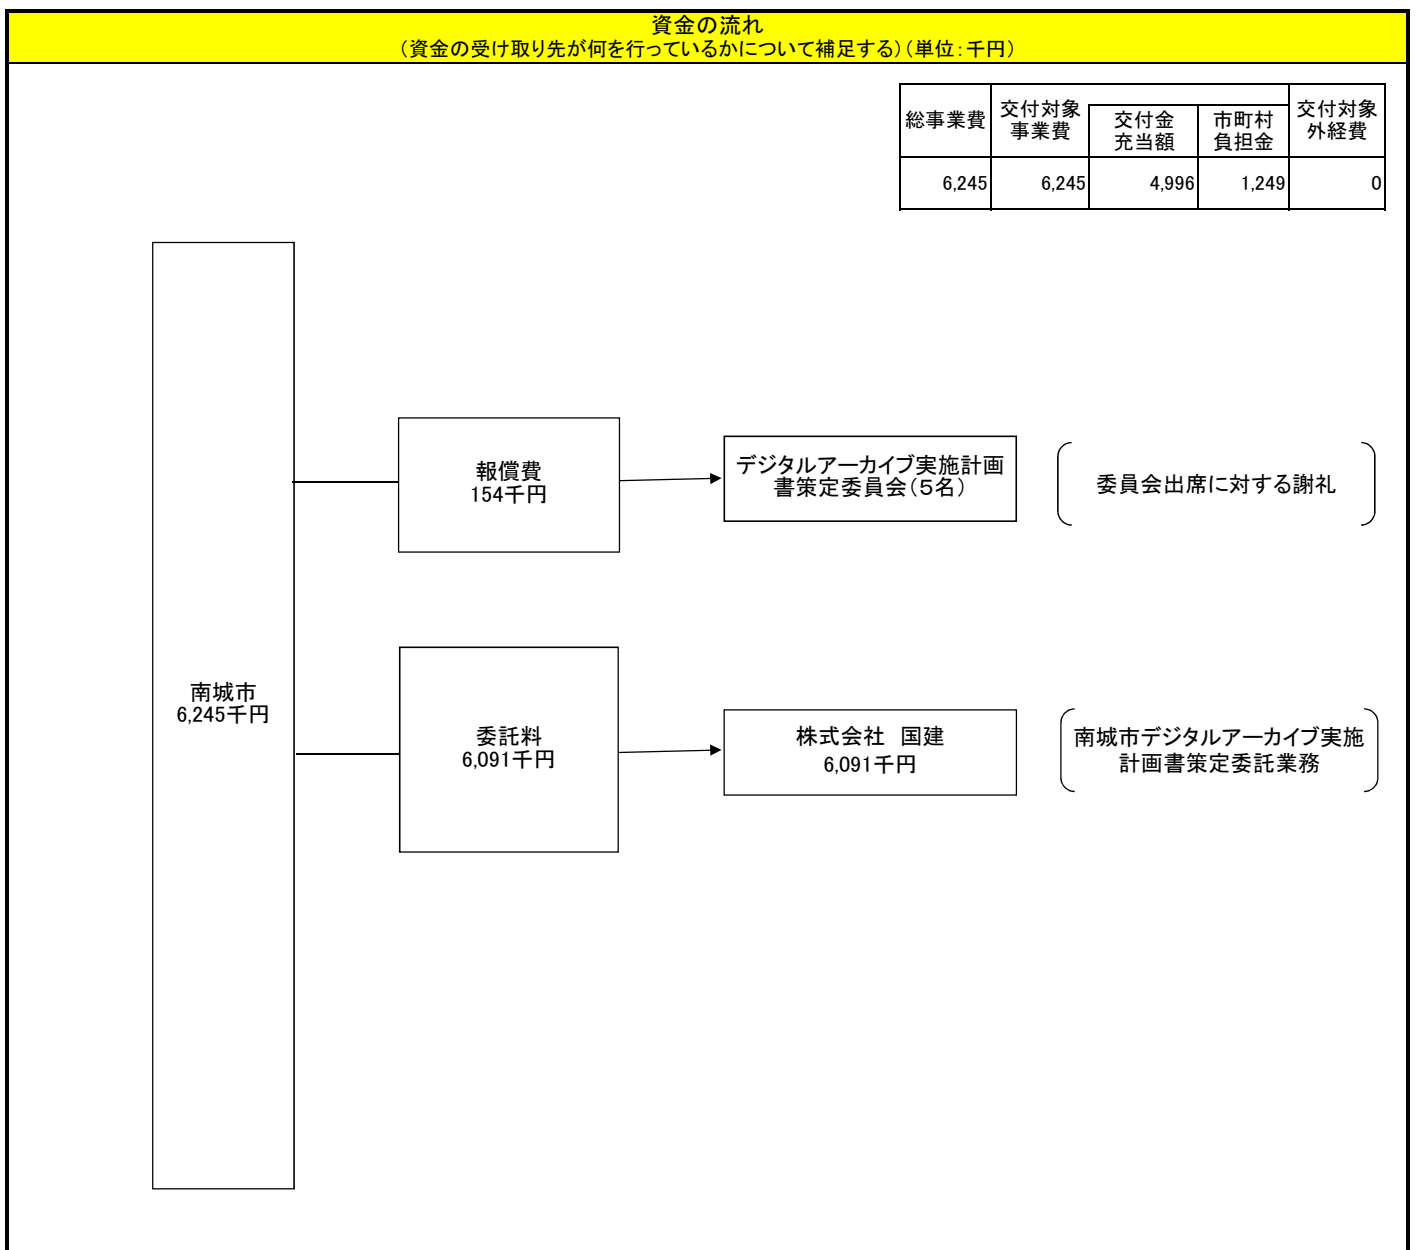 資金の流れ
（資金の受け取り先が何を行っているかについて補足する）（単位：千円）
総事業費
交付対象
事業費
交付金
充当額
市町村
負担金
交付対象
外経費
6,245
6,245
4,996
1,249
0
報償費
154千円
デジタルアーカイブ実施計画
書策定委員会（5名）
委員会出席に対する謝礼
南城市
6,245千円
委託料
6,091千円
株式会社　国建
6,091千円
南城市デジタルアーカイブ実施
計画書策定委託業務